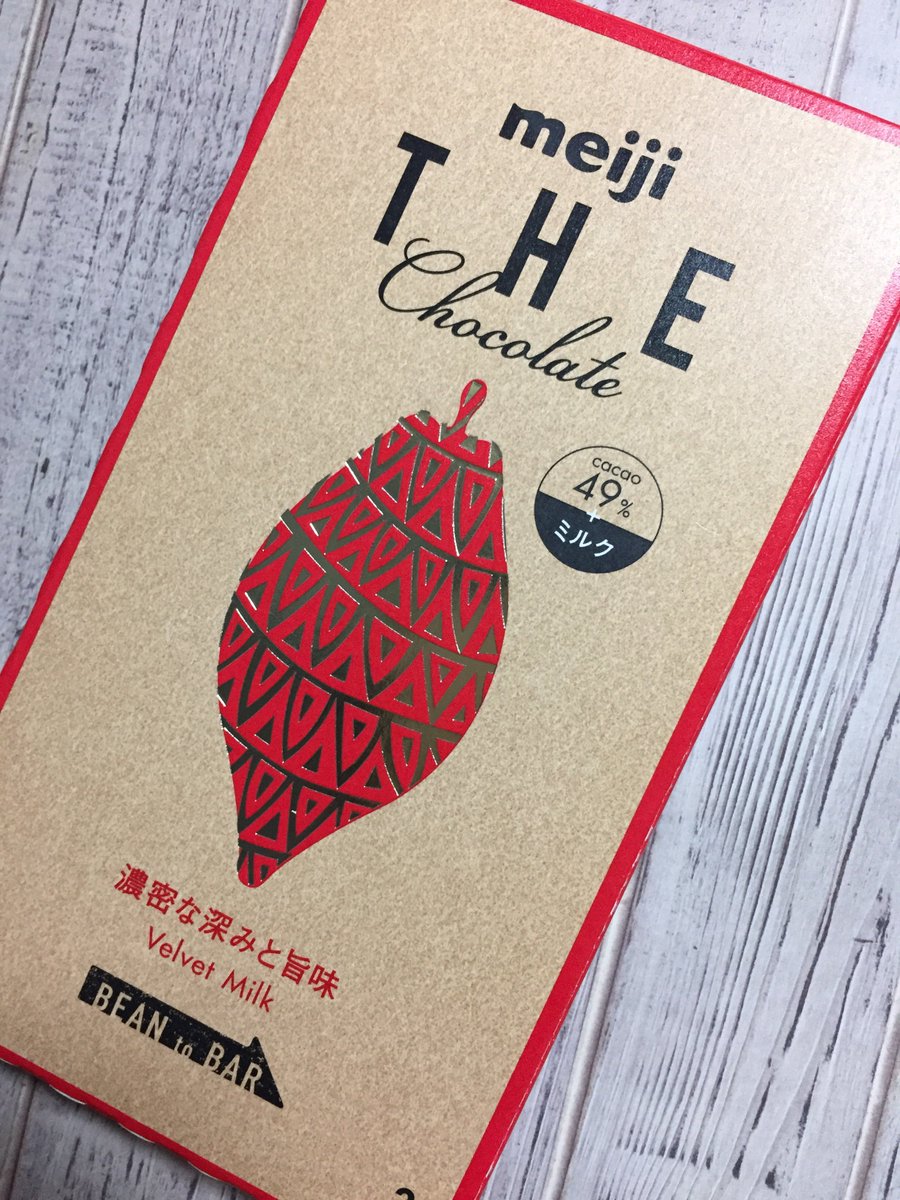 meiji
THE
Chocolate
cacao
49%
+
ミルク
濃密な深みと旨味
Velvet Milk
BEAN to BAR